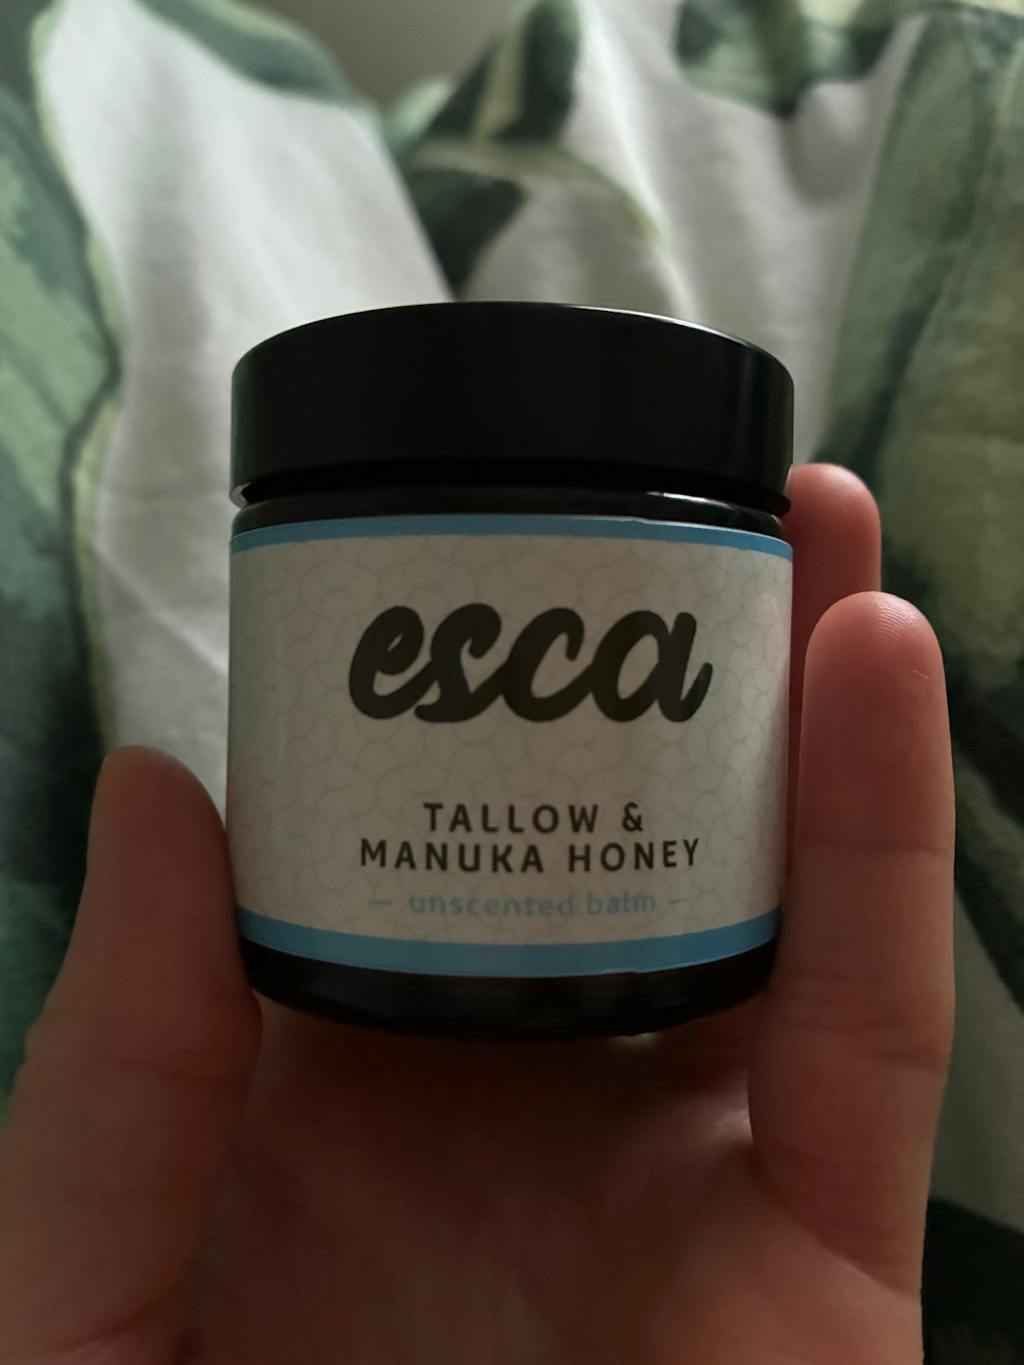 esca
TALLOW &
MANUKA HONEY
— unscented balm —